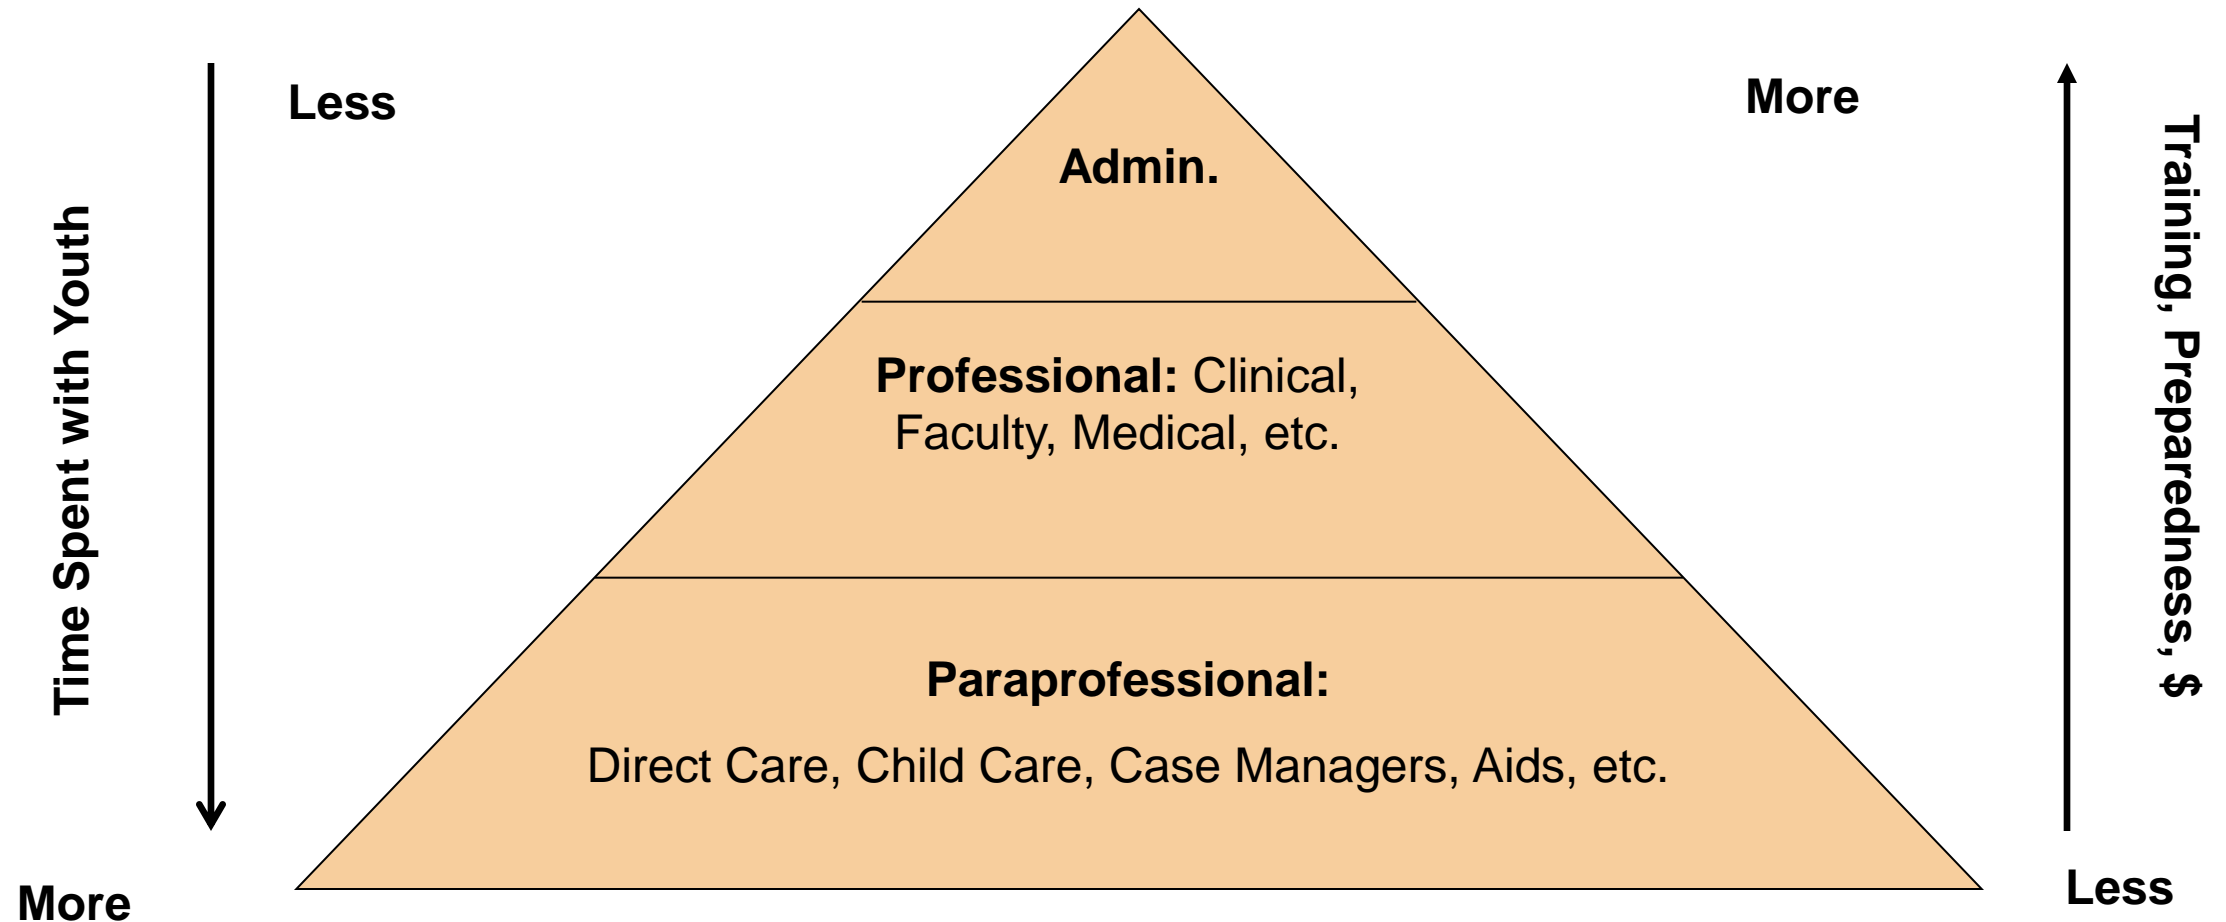 Less
More
Admin.
Time Spent with Youth
Training, Preparedness, $
Professional: Clinical,
Faculty, Medical, etc.
Paraprofessional:
Direct Care, Child Care, Case Managers, Aids, etc.
More
Less